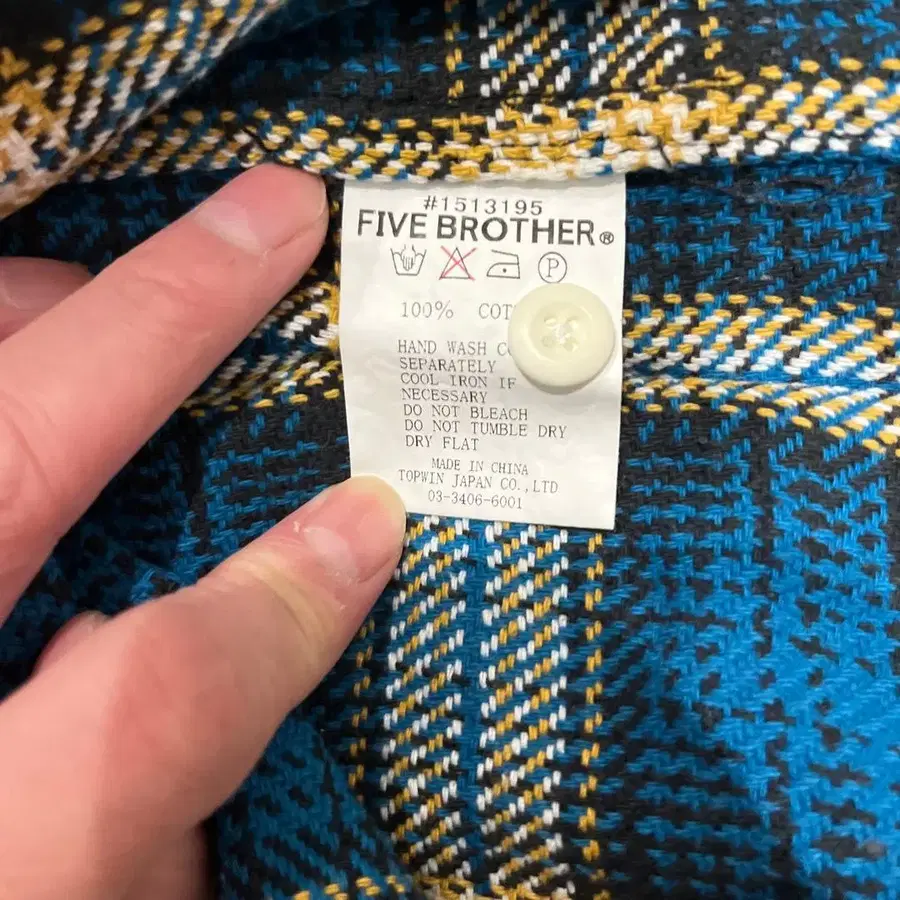 #1513195
FIVE BROTHER®
P
100% COT
HAND WASH
SEPARATELY
COOL IRON IF
NECESSARY
DO NOT BLEACH
DO NOT TUMBLE DRY
DRY FLAT
MADE IN CHINA
TOPWIN JAPAN CO.,LTD
03-3406-6001